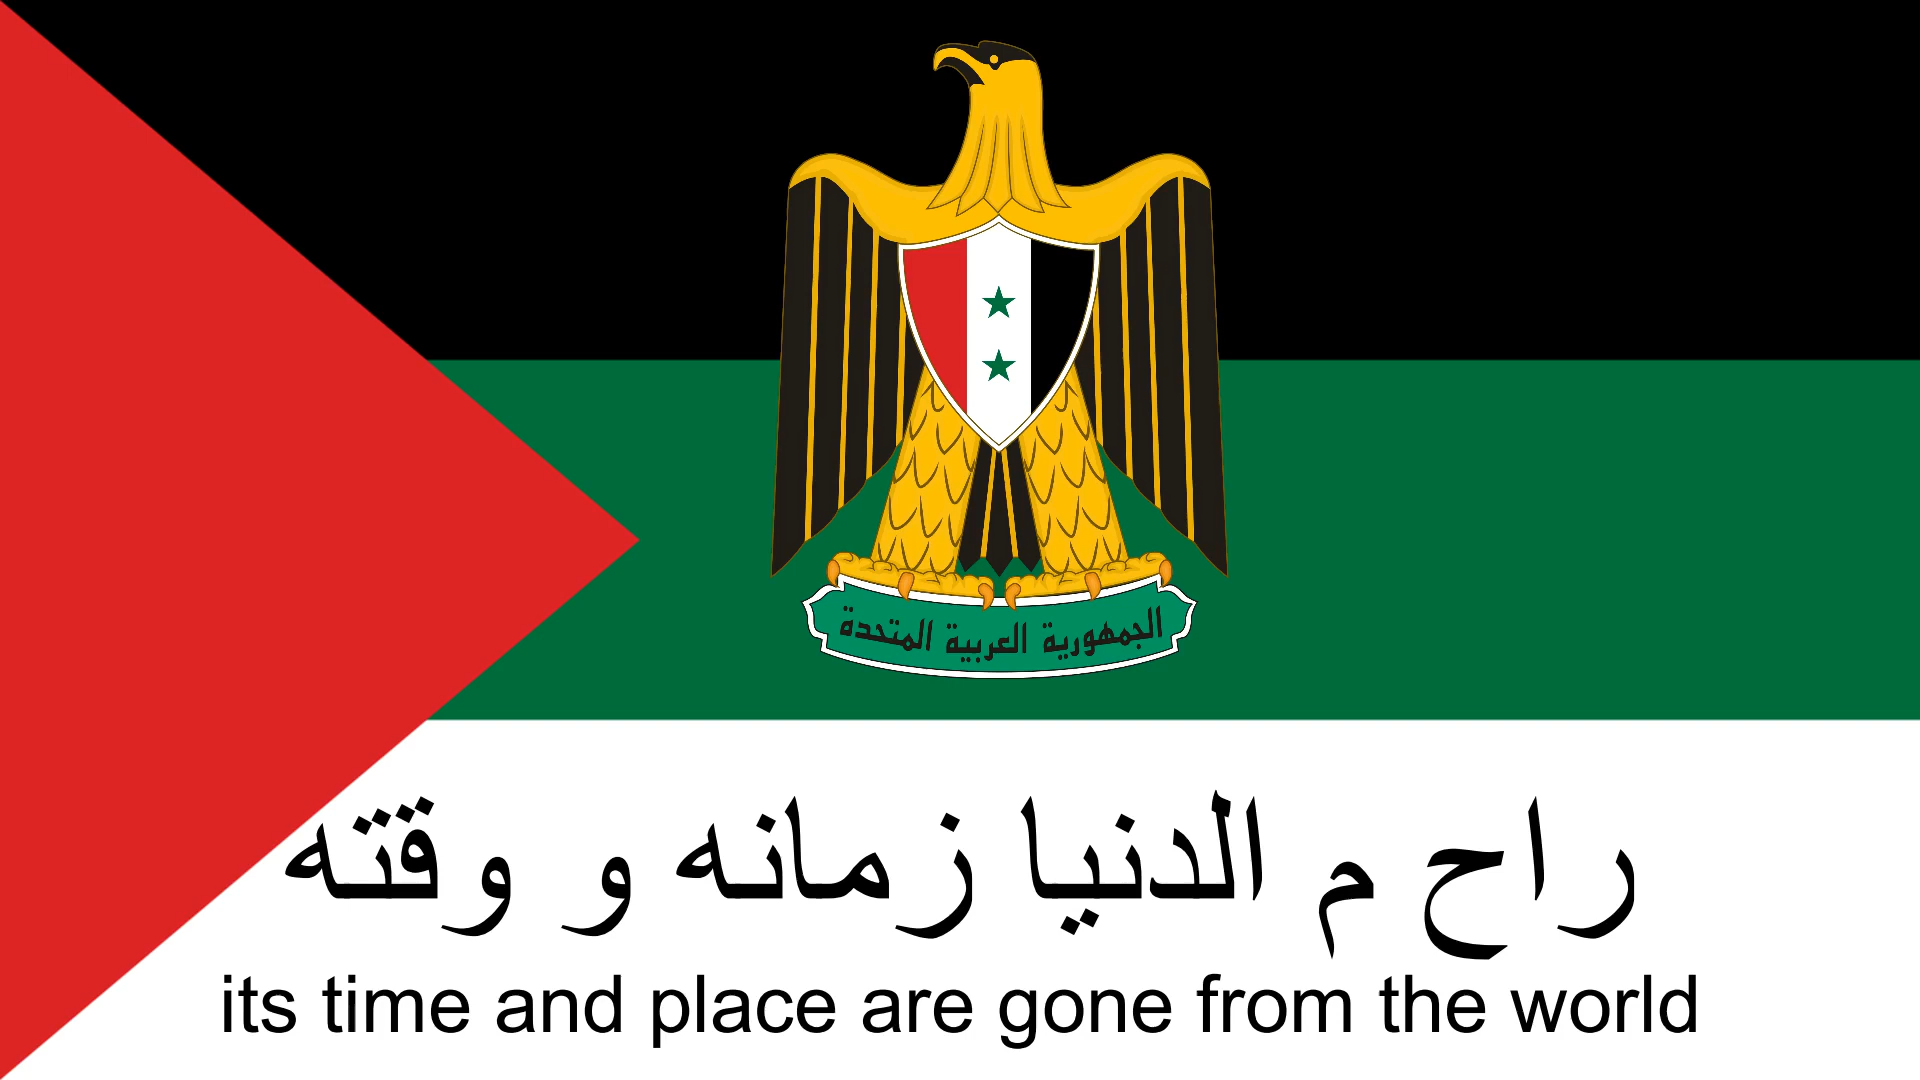 الجمهورية العربية المتحدة
راح م الدنيا زمانه و وقته
its time and place are gone from the world